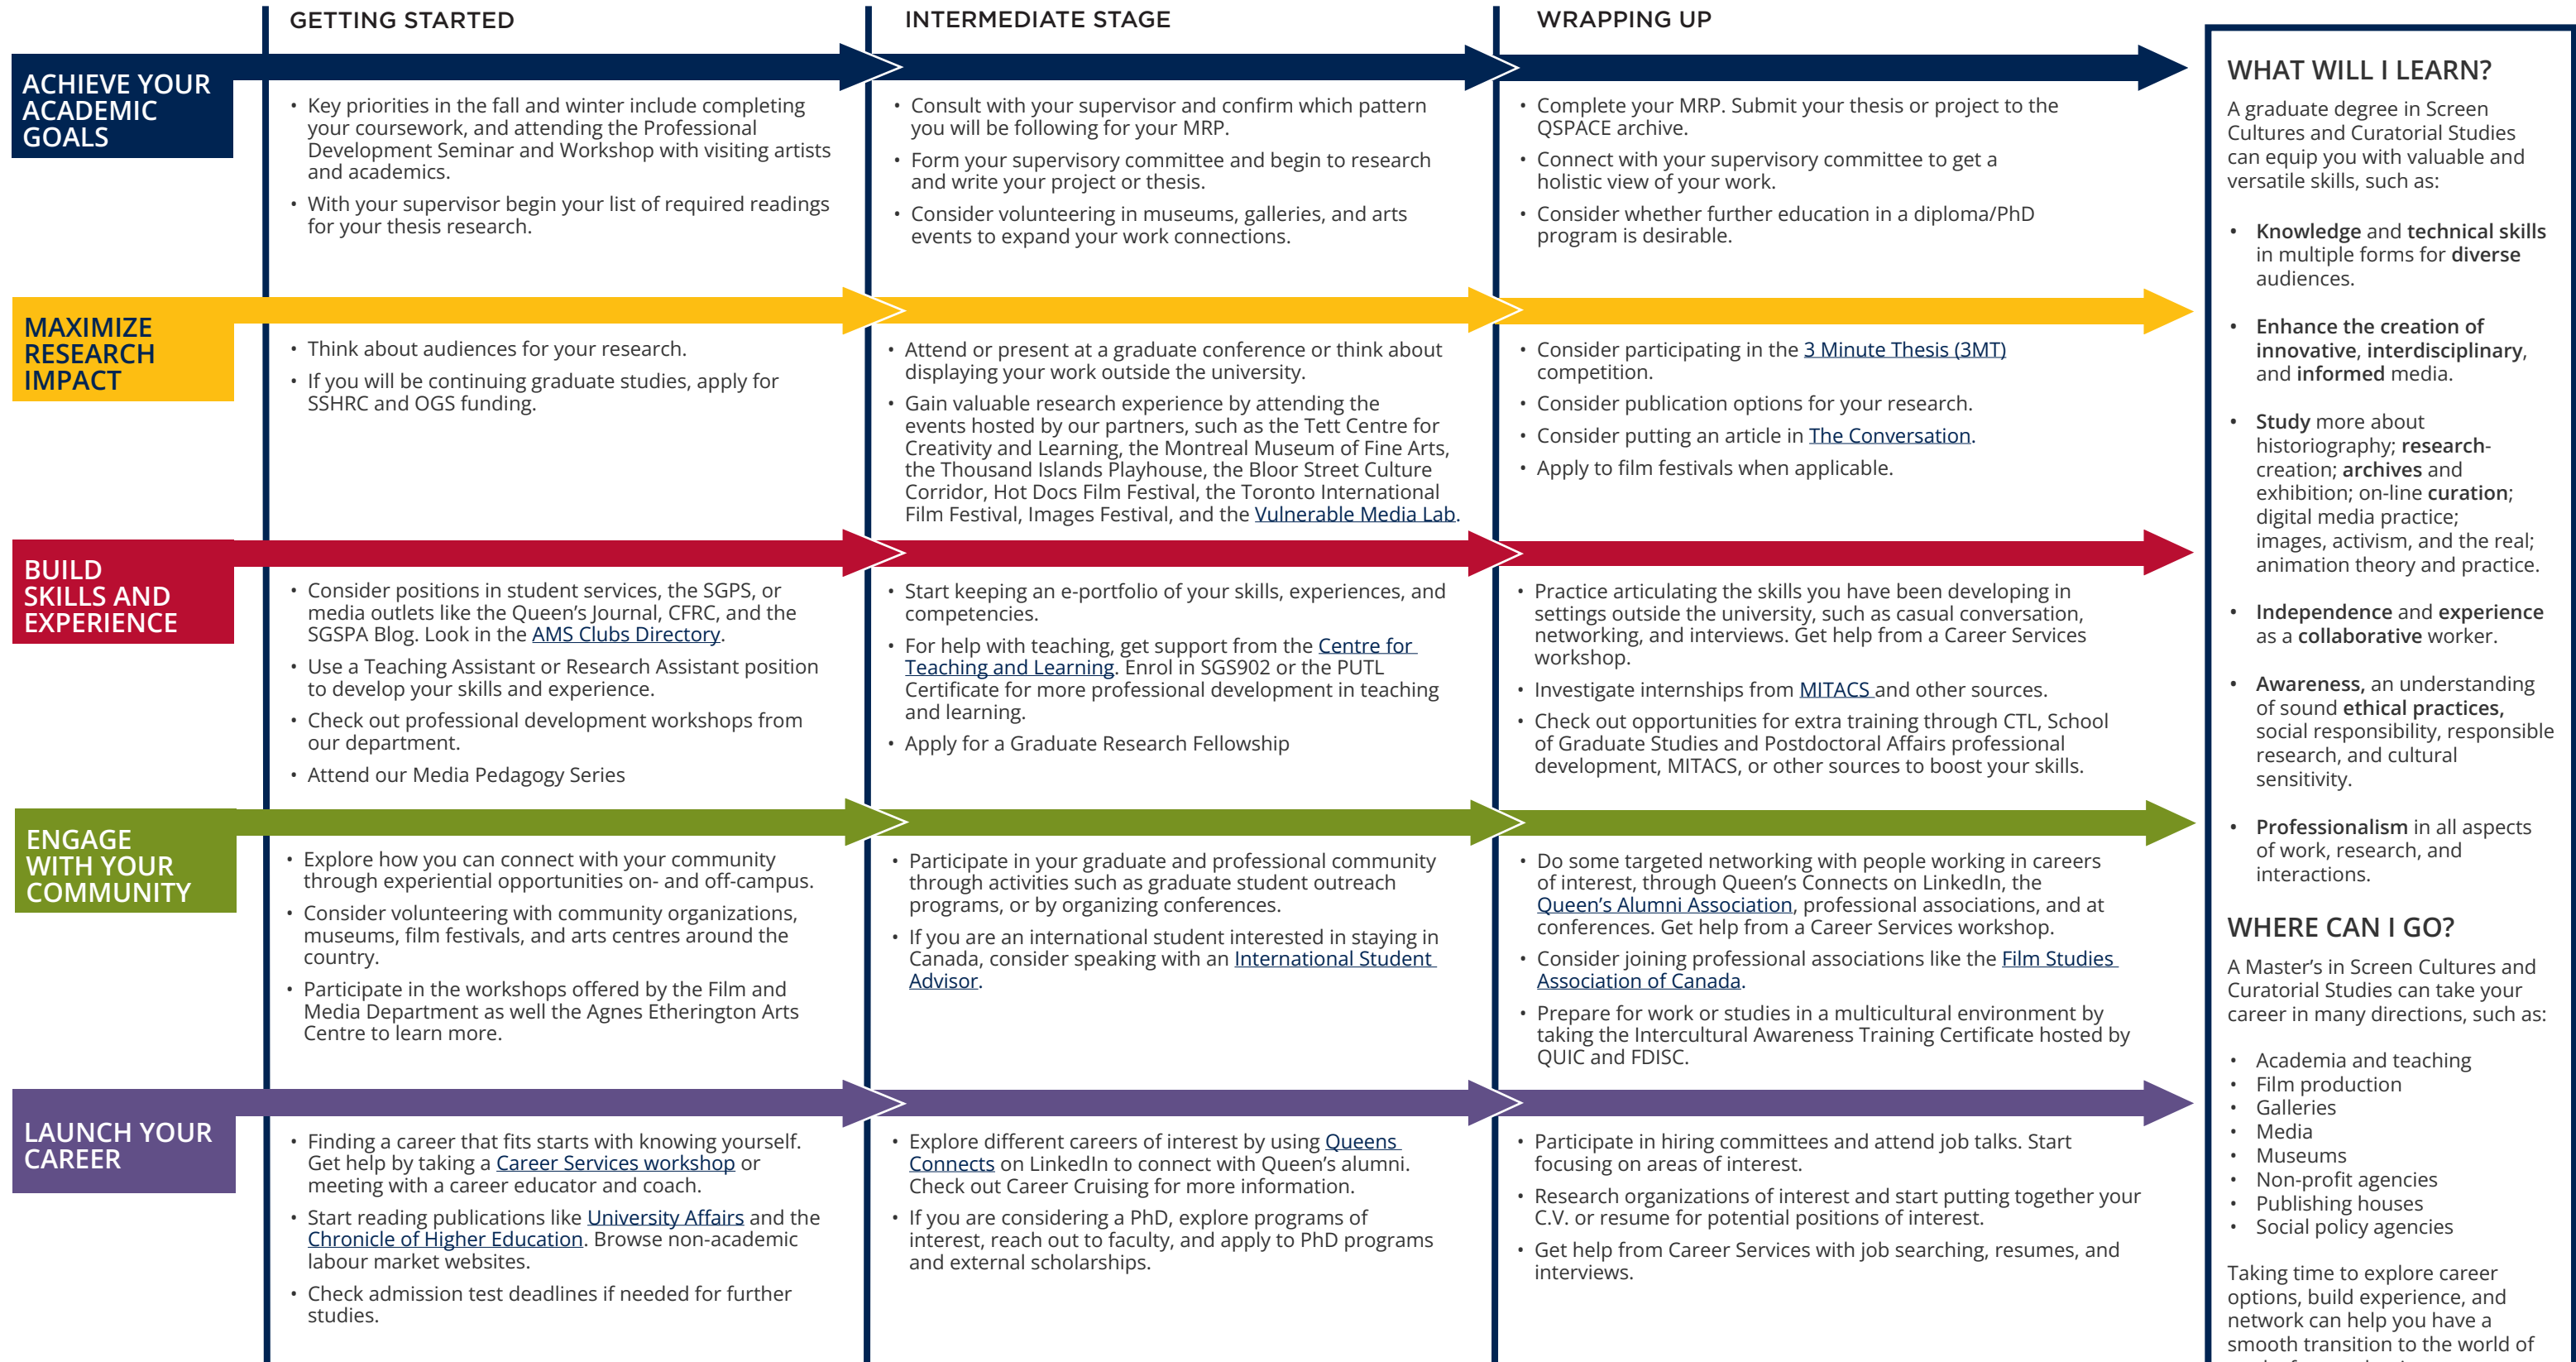 GETTING STARTED
INTERMEDIATE STAGE
WRAPPING UP
ACHIEVE YOUR
ACADEMIC
GOALS
• Key priorities in the fall and winter include completing
your coursework, and attending the Professional
Development Seminar and Workshop with visiting artists
and academics.
• With your supervisor begin your list of required readings
for your thesis research.
• Consult with your supervisor and confirm which pattern
you will be following for your MRP.
• Form your supervisory committee and begin to research
and write your project or thesis.
• Consider volunteering in museums, galleries, and arts
events to expand your work connections.
• Complete your MRP. Submit your thesis or project to the
QSPACE archive.
• Connect with your supervisory committee to get a
holistic view of your work.
• Consider whether further education in a diploma/PhD
program is desirable.
MAXIMIZE
RESEARCH
IMPACT
• Think about audiences for your research.
• If you will be continuing graduate studies, apply for
SSHRC and OGS funding.
• Attend or present at a graduate conference or think about
displaying your work outside the university.
• Gain valuable research experience by attending the
events hosted by our partners, such as the Tett Centre for
Creativity and Learning, the Montreal Museum of Fine Arts,
the Thousand Islands Playhouse, the Bloor Street Culture
Corridor, Hot Docs Film Festival, the Toronto International
Film Festival, Images Festival, and the Vulnerable Media Lab.
• Consider participating in the 3 Minute Thesis (3MT)
competition.
• Consider publication options for your research.
• Consider putting an article in The Conversation.
• Apply to film festivals when applicable.
BUILD
SKILLS AND
EXPERIENCE
• Consider positions in student services, the SGPS, or
media outlets like the Queen's Journal, CFRC, and the
SGSPA Blog. Look in the AMS Clubs Directory.
• Use a Teaching Assistant or Research Assistant position
to develop your skills and experience.
• Check out professional development workshops from
our department.
• Attend our Media Pedagogy Series
• Start keeping an e-portfolio of your skills, experiences, and
competencies.
• For help with teaching, get support from the Centre for
Teaching and Learning. Enrol in SGS902 or the PUTL
Certificate for more professional development in teaching
and learning.
• Apply for a Graduate Research Fellowship
• Practice articulating the skills you have been developing in
settings outside the university, such as casual conversation,
networking, and interviews. Get help from a Career Services
workshop.
• Investigate internships from MITACS and other sources.
• Check out opportunities for extra training through CTL, School
of Graduate Studies and Postdoctoral Affairs professional
development, MITACS, or other sources to boost your skills.
ENGAGE
WITH YOUR
COMMUNITY
• Explore how you can connect with your community
through experiential opportunities on- and off-campus.
• Consider volunteering with community organizations,
museums, film festivals, and arts centres around the
country.
• Participate in the workshops offered by the Film and
Media Department as well the Agnes Etherington Arts
Centre to learn more.
• Participate in your graduate and professional community
through activities such as graduate student outreach
programs, or by organizing conferences.
• If you are an international student interested in staying in
Canada, consider speaking with an International Student
Advisor.
• Do some targeted networking with people working in careers
of interest, through Queen's Connects on LinkedIn, the
Queen's Alumni Association, professional associations, and at
conferences. Get help from a Career Services workshop.
• Consider joining professional associations like the Film Studies
Association of Canada.
• Prepare for work or studies in a multicultural environment by
taking the Intercultural Awareness Training Certificate hosted by
QUIC and FDISC.
LAUNCH YOUR
CAREER
• Finding a career that fits starts with knowing yourself.
Get help by taking a Career Services workshop or
meeting with a career educator and coach.
• Start reading publications like University Affairs and the
Chronicle of Higher Education. Browse non-academic
labour market websites.
• Check admission test deadlines if needed for further
studies.
• Explore different careers of interest by using Queens
Connects on LinkedIn to connect with Queen's alumni.
Check out Career Cruising for more information.
• If you are considering a PhD, explore programs of
interest, reach out to faculty, and apply to PhD programs
and external scholarships.
• Participate in hiring committees and attend job talks. Start
focusing on areas of interest.
• Research organizations of interest and start putting together your
C.V. or resume for potential positions of interest.
• Get help from Career Services with job searching, resumes, and
interviews.
WHAT WILL I LEARN?
A graduate degree in Screen
Cultures and Curatorial Studies
can equip you with valuable and
versatile skills, such as:
• Knowledge and technical skills
in multiple forms for diverse
audiences.
• Enhance the creation of
innovative, interdisciplinary,
and informed media.
• Study more about
historiography; research-
creation; archives and
exhibition; on-line curation;
digital media practice;
images, activism, and the real;
animation theory and practice.
• Independence and experience
as a collaborative worker.
• Awareness, an understanding
of sound ethical practices,
social responsibility, responsible
research, and cultural
sensitivity.
• Professionalism in all aspects
of work, research, and
interactions.
WHERE CAN I GO?
A Master's in Screen Cultures and
Curatorial Studies can take your
career in many directions, such as:
• Academia and teaching
• Film production
• Galleries
• Media
• Museums
• Non-profit agencies
• Publishing houses
• Social policy agencies
Taking time to explore career
options, build experience, and
network can help you have a
smooth transition to the world of